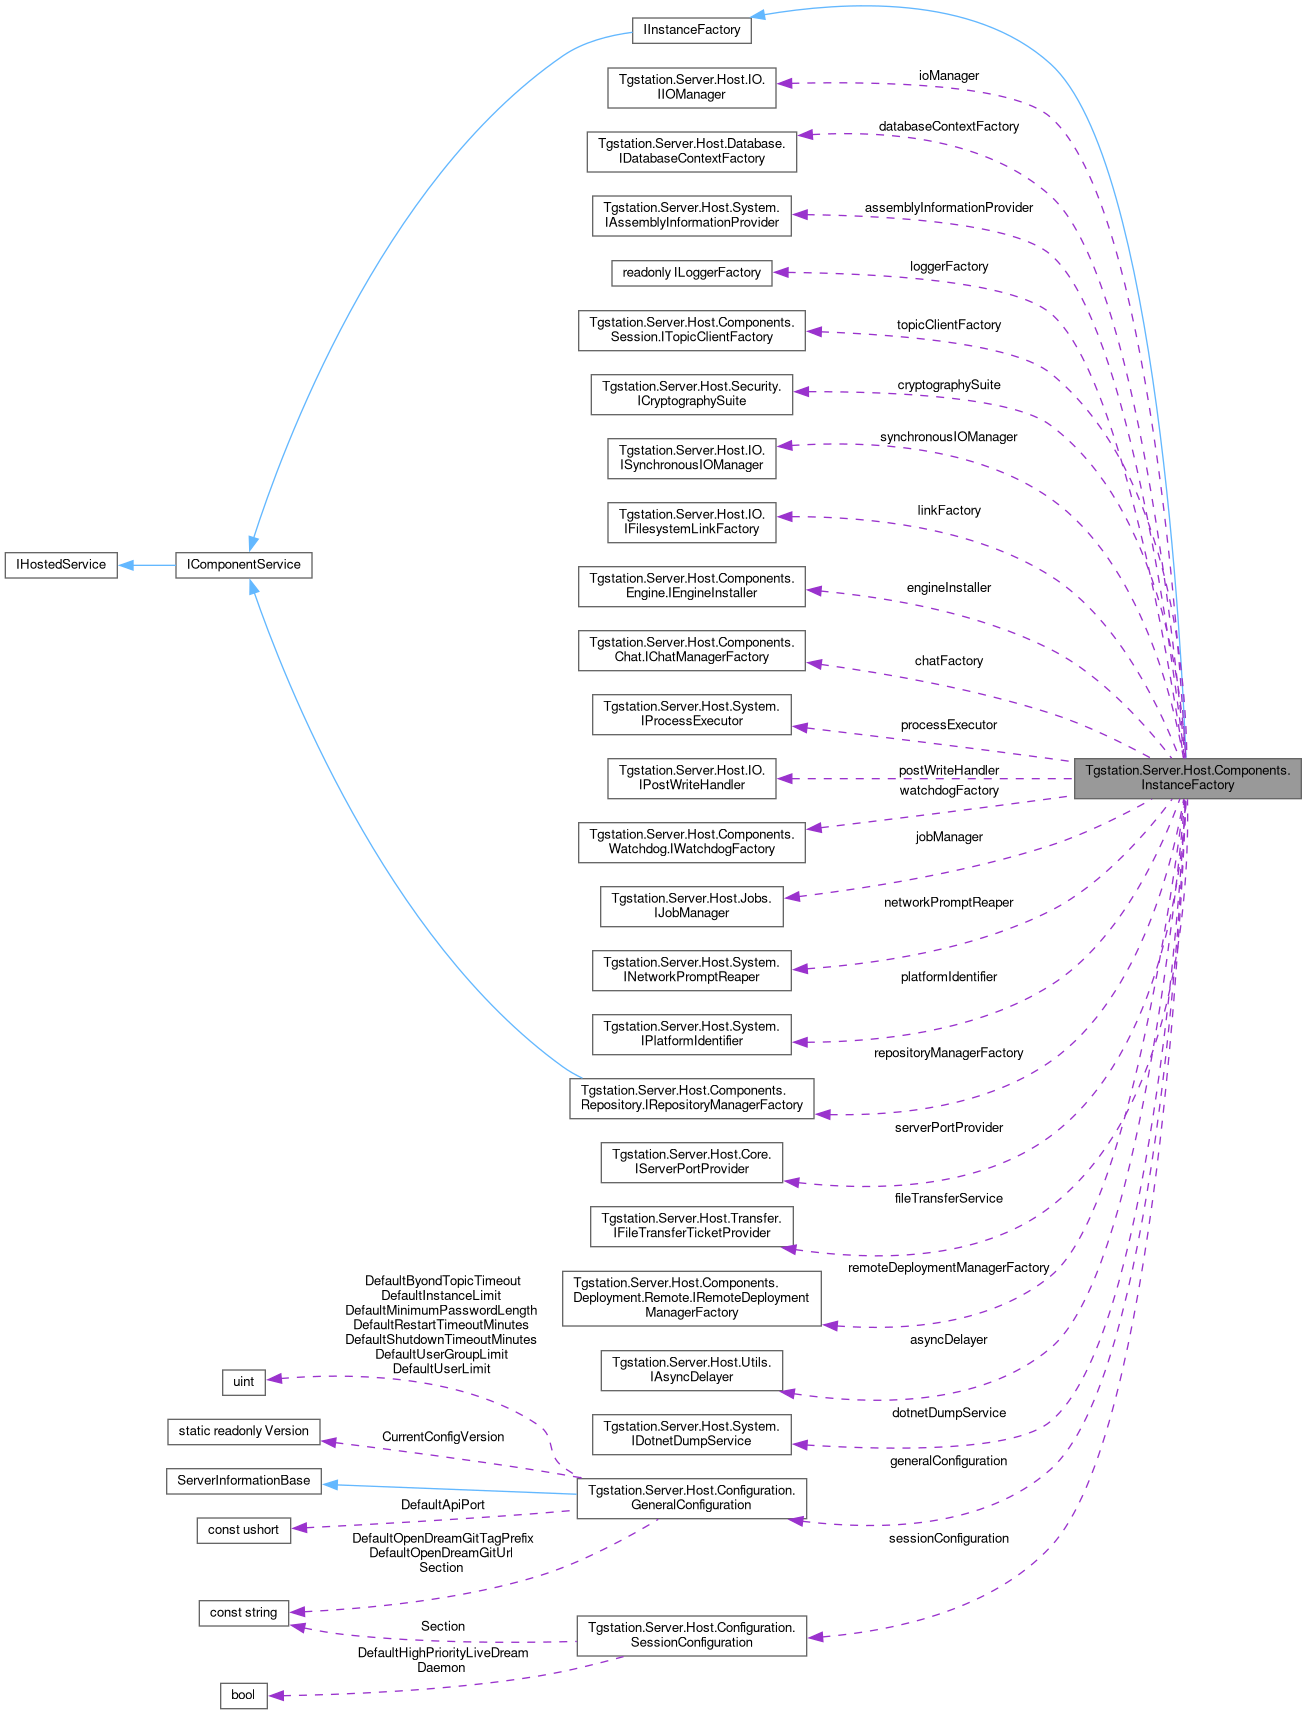 IInstanceFactory
Tgstation.Server.Host.IO.
IIOManager
ioManager
Tgstation.Server.Host.Database.
IDatabaseContextFactory
databaseContextFactory
Tgstation.Server.Host.System.
IAssemblyInformationProvider
assemblyInformationProvider
readonly ILoggerFactory
loggerFactory
Tgstation.Server.Host.Components.
Session.ITopicClientFactory
topicClientFactory
Tgstation.Server.Host.Security.
ICryptographySuite
cryptographySuite
Tgstation.Server.Host.IO.
ISynchronousIOManager
synchronousIOManager
Tgstation.Server.Host.IO.
IFilesystemLinkFactory
linkFactory
IHostedService
IComponentService
Tgstation.Server.Host.Components.
Engine.IEngineInstaller
engineInstaller
Tgstation.Server.Host.Components.
Chat.IChatManagerFactory
chatFactory
Tgstation.Server.Host.System.
IProcessExecutor
processExecutor
Tgstation.Server.Host.IO.
IPostWriteHandler
postWriteHandler
Tgstation.Server.Host.Components.
InstanceFactory
watchdogFactory
Tgstation.Server.Host.Components.
Watchdog.IWatchdogFactory
jobManager
Tgstation.Server.Host.Jobs.
IJobManager
networkPromptReaper
Tgstation.Server.Host.System.
INetworkPromptReaper
platformIdentifier
Tgstation.Server.Host.System.
IPlatformIdentifier
repositoryManagerFactory
Tgstation.Server.Host.Components.
Repository.IRepositoryManagerFactory
serverPortProvider
Tgstation.Server.Host.Core.
IServerPortProvider
fileTransferService
Tgstation.Server.Host.Transfer.
IFileTransferTicketProvider
remoteDeploymentManagerFactory
Tgstation.Server.Host.Components.
Deployment.Remote.IRemoteDeployment
ManagerFactory
asyncDelayer
Tgstation.Server.Host.Utils.
IAsyncDelayer
DefaultByondTopicTimeout
DefaultInstanceLimit
DefaultMinimumPasswordLength
DefaultRestartTimeoutMinutes
DefaultShutdownTimeoutMinutes
DefaultUserGroupLimit
DefaultUserLimit
uint
dotnetDumpService
Tgstation.Server.Host.System.
IDotnetDumpService
static readonly Version
CurrentConfigVersion
generalConfiguration
ServerInformationBase
Tgstation.Server.Host.Configuration.
GeneralConfiguration
DefaultApiPort
const ushort
sessionConfiguration
DefaultOpenDreamGitTagPrefix
DefaultOpenDreamGitUrl
Section
const string
Section
Tgstation.Server.Host.Configuration.
SessionConfiguration
DefaultHighPriorityLiveDream
Daemon
bool